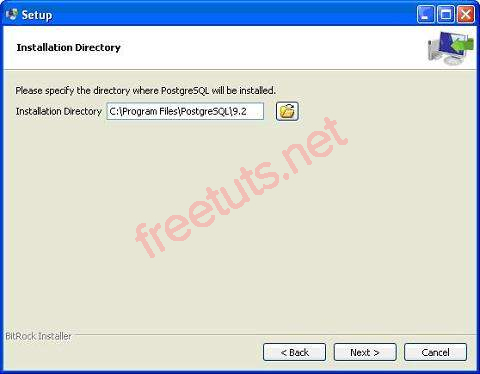 Setup
Installation Directory
Please specify the directory where PostgreSQL will be installed.
Installation Directory C:\Program Files\PostgreSQL\9.2
freetuts.net
BitRock Installer
< Back Next > Cancel